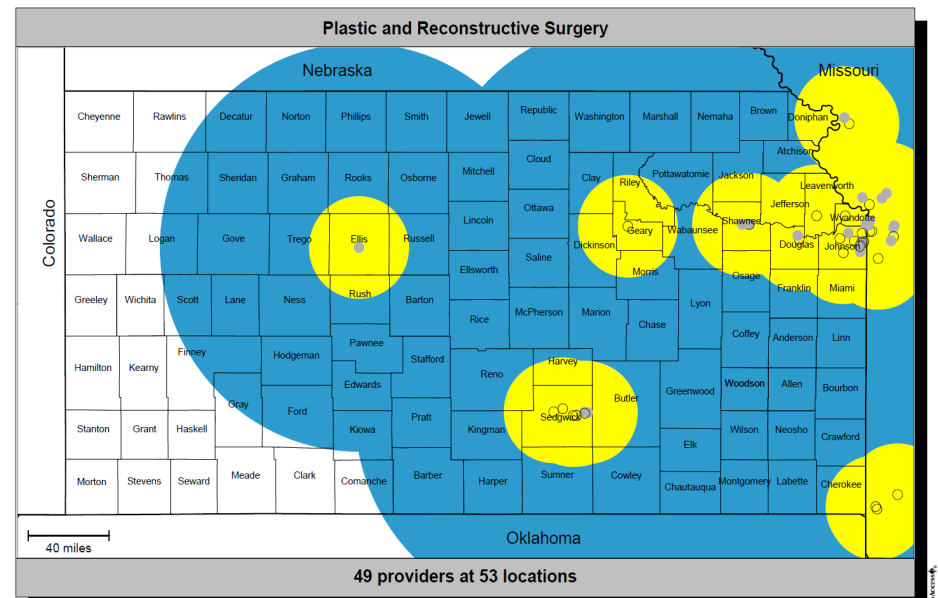 Plastic and Reconstructive Surgery
Nebraska
Missouri
Colorado
Cheyenne Rawlins Decatur Norton Phillips Smith Jewell Republic Washington Marshall Nemaha Brown Doniphan
Atchison
Sherman Thomas Sheridan Graham Rooks Osborne Mitchell Cloud Clay Riley Pottawatomie Jackson
Leavenworth
Jefferson
Wallace Logan Gove Trego Ellis Russell Lincoln Ottawa Dickinson Geary Wabaunsee Shawnee Douglas Johnson Wyandotte
Ellsworth Saline Morris Osage Franklin Miami
Greeley Wichita Scott Lane Ness Rush Barton Rice McPherson Marion Chase Lyon Coffey Anderson Linn
Hamilton Kearny Finney Hodgeman Pawnee Stafford Reno Harvey Butler Greenwood Woodson Allen Bourbon
Edwards
Stanton Grant Haskell Gray Ford Kiowa Pratt Kingman Sedgwick Elk Wilson Neosho Crawford
Morton Stevens Seward Meade Clark Comanche Barber Harper Sumner Cowley Chautauqua Montgomery Labette Cherokee
40 miles
Oklahoma
49 providers at 53 locations